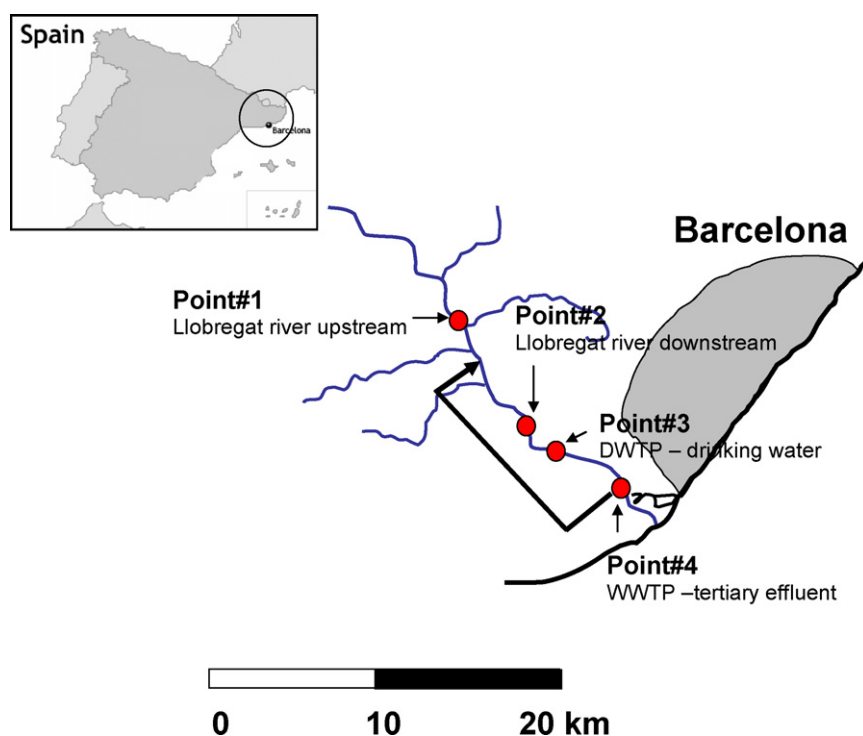 Spain
Barcelona
Barcelona
Point#1
Llobregat river upstream
Point#2
Llobregat river downstream
Point#3
DWTP – drinking water
Point#4
WWTP –tertiary effluent
0 10 20 km